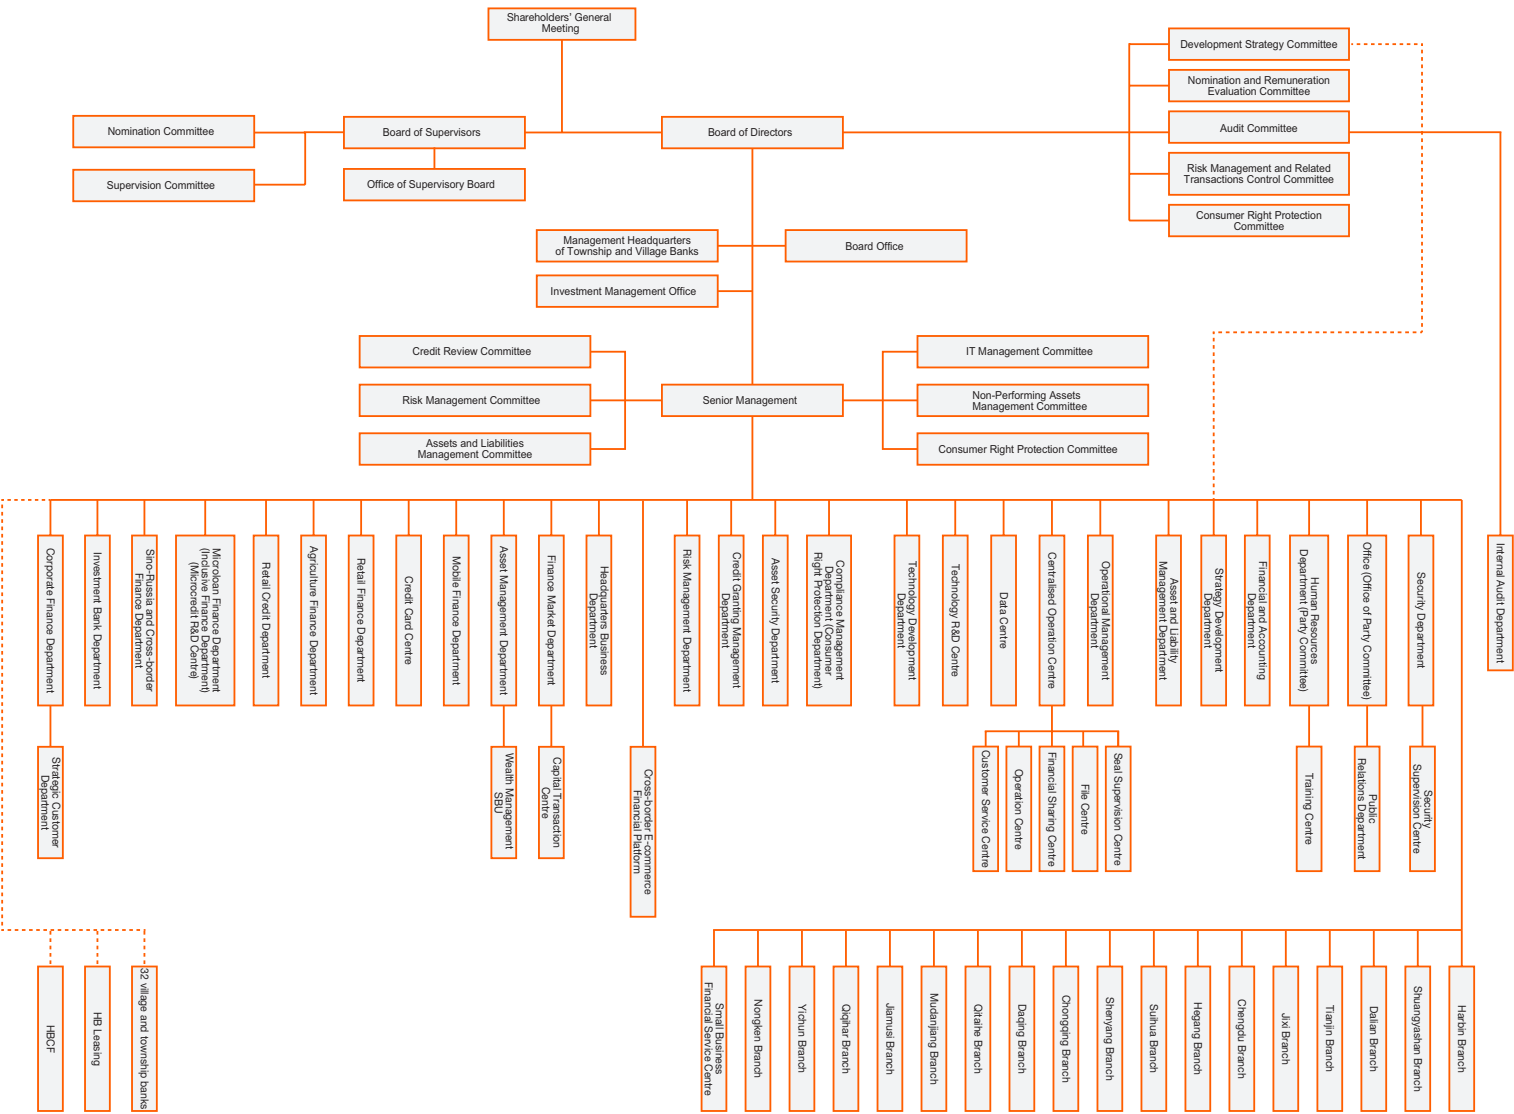 Shareholders' General
Meeting
Development Strategy Committee
Nomination and Remuneration
Evaluation Committee
Nomination Committee
Board of Supervisors
Board of Directors
Audit Committee
Supervision Committee
Office of Supervisory Board
Risk Management and Related
Transactions Control Committee
Consumer Right Protection
Committee
Management Headquarters
of Township and Village Banks
Board Office
Investment Management Office
Credit Review Committee
IT Management Committee
Risk Management Committee
Senior Management
Non-Performing Assets
Management Committee
Assets and Liabilities
Management Committee
Consumer Right Protection Committee
Corporate Finance Department
Investment Bank Department
Sino-Russia and Cross-border
Finance Department
Microloan Finance Department
(Inclusive Finance Department)
(Microcredit R&D Centre)
Retail Credit Department
Agriculture Finance Department
Retail Finance Department
Credit Card Centre
Mobile Finance Department
Asset Management Department
Finance Market Department
Headquarters Business
Department
Risk Management Department
Credit Granting Management
Department
Asset Security Department
Compliance Management
Department (Consumer
Right Protection Department)
Technology Development
Department
Technology R&D Centre
Data Centre
Centralised Operation Centre
Operational Management
Department
Asset and Liability
Management Department
Strategy Development
Department
Financial and Accounting
Department
Human Resources
Department (Party Committee)
Office (Office of Party Committee)
Security Department
Internal Audit Department
Strategic Customer
Department
Wealth Management
SBU
Capital Transaction
Centre
Cross-border E-commerce
Financial Platform
Customer Service Centre
Operation Centre
Financial Sharing Centre
File Centre
Seal Supervision Centre
Training Centre
Public
Relations Department
Security
Supervision Centre
HBCF
HB Leasing
32 village and township banks
Small Business
Financial Service Centre
Nongken Branch
Yichun Branch
Qiqihar Branch
Jiamusi Branch
Mudanjiang Branch
Qitaihe Branch
Daqing Branch
Chongqing Branch
Shenyang Branch
Suihua Branch
Hegang Branch
Chengdu Branch
Jixi Branch
Tianjin Branch
Dalian Branch
Shuangyashan Branch
Harbin Branch